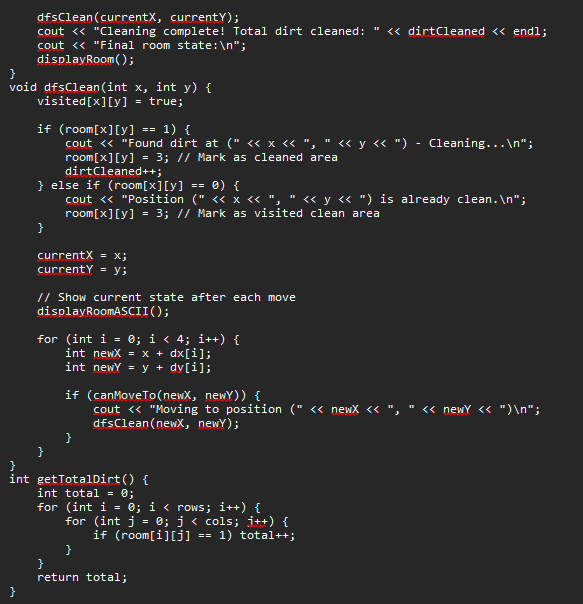 dfsClean(currentX, currentY);
    cout << "Cleaning complete! Total dirt cleaned: " << dirtCleaned << endl;
    cout << "Final room state:\n";
    displayRoom();
}
void dfsClean(int x, int y) {
    visited[x][y] = true;

    if (room[x][y] == 1) {
        cout << "Found dirt at (" << x << ", " << y << ") - Cleaning...\n";
        room[x][y] = 3; // Mark as cleaned area
        dirtCleaned++;
    } else if (room[x][y] == 0) {
        cout << "Position (" << x << ", " << y << ") is already clean.\n";
        room[x][y] = 3; // Mark as visited clean area
    }

    currentX = x;
    currentY = y;

    // Show current state after each move
    displayRoomASCII();

    for (int i = 0; i < 4; i++) {
        int newX = x + dx[i];
        int newY = y + dy[i];

        if (canMoveTo(newX, newY)) {
            cout << "Moving to position (" << newX << ", " << newY << ")\n";
            dfsClean(newX, newY);
        }
    }
}
int getTotalDirt() {
    int total = 0;
    for (int i = 0; i < rows; i++) {
        for (int j = 0; j < cols; j++) {
            if (room[i][j] == 1) total++;
        }
    }
    return total;
}